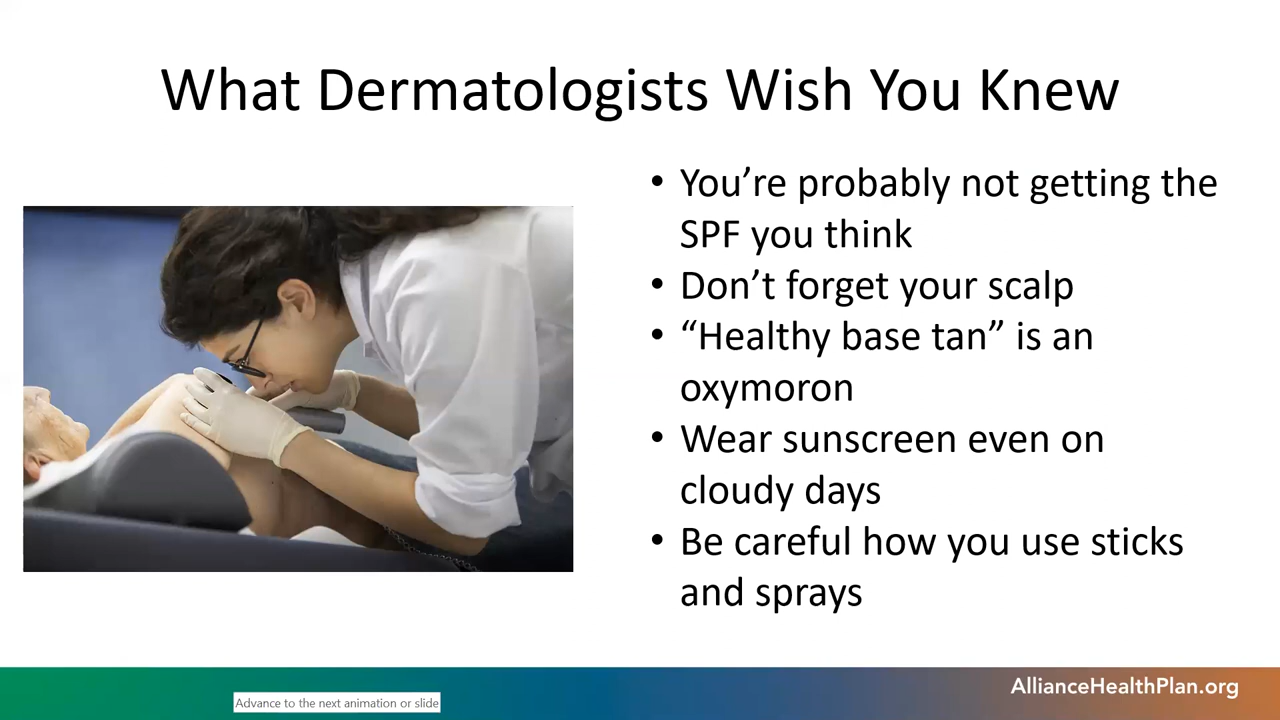 What Dermatologists Wish You Knew
• You’re probably not getting the
SPF you think
• Don’t forget your scalp
• “Healthy base tan” is an
oxymoron
• Wear sunscreen even on
cloudy days
• Be careful how you use sticks
and sprays
AllianceHealthPlan.org
Advance to the next animation or slide